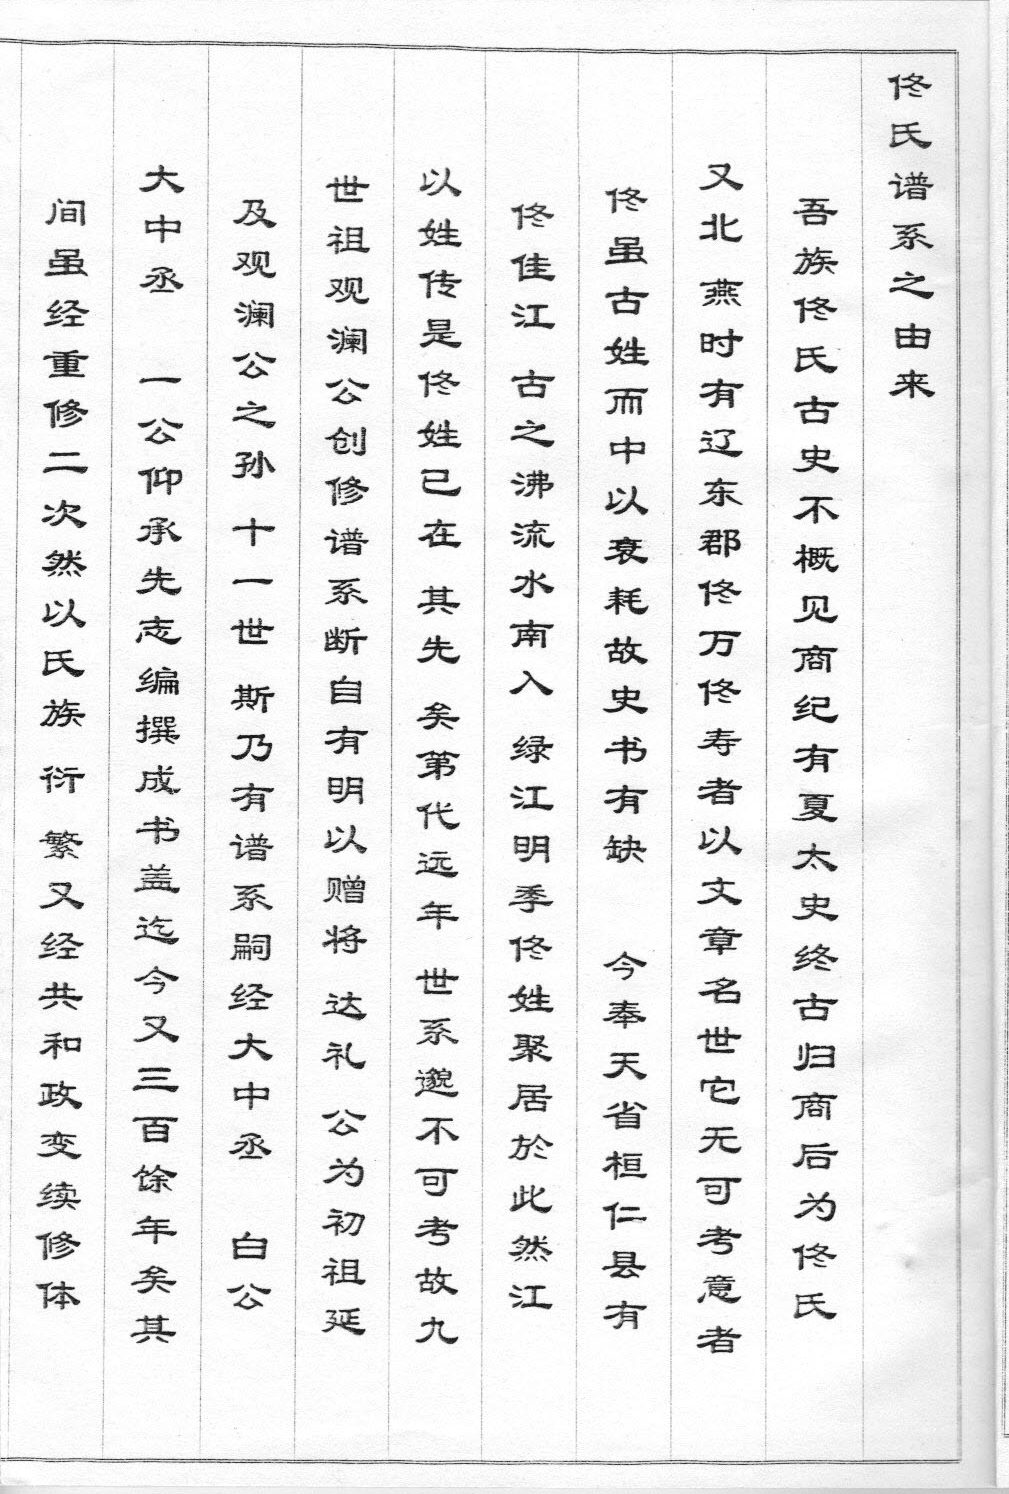 佟氏谱系之由来
吾族佟氏古史不概见商纪有夏太史终古归商后为佟氏
又北燕时有辽东郡佟万佟寿者以文章名世它无可考意者
佟虽古姓而中以衰耗故史书有缺 今奉天省桓仁县有
佟佳江 古之沸流水南入 绿江明季佟姓聚居於此然江
以姓传是佟姓已在 其先 矣第代远年 世系邈不可考故九
世祖观澜公创修谱系断自有明以赠将 达礼 公为初祖延
及观澜公之孙 十一世 斯乃有谱系嗣经大中丞 白公
大中丞 一公仰承先志编撰成书盖迄今又三百馀年矣其
间虽经重修二次然以氏族 衍 繁又经共和政变续修体